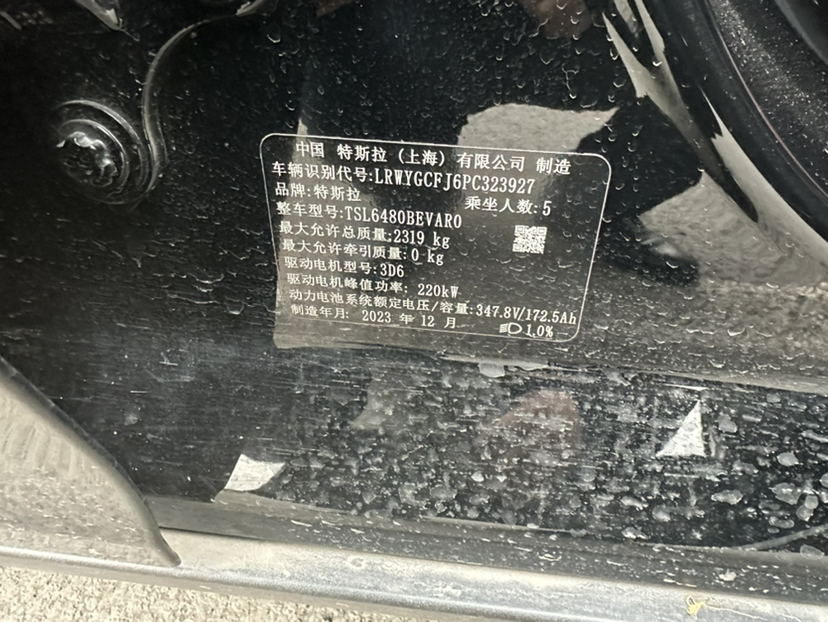 中国 特斯拉（上海）有限公司 制造
车辆识别代号:LRWYGCFJ6PC323927
品牌:特斯拉 乘坐人数:5
整车型号:TSL6480BEVAR0
最大允许总质量:2319 kg
最大允许牵引质量:0 kg
驱动电机型号:3D6
驱动电机峰值功率: 220kW
动力电池系统额定电压/容量:347.8V/172.5Ah
制造年月: 2023 年 12 月 1.0%